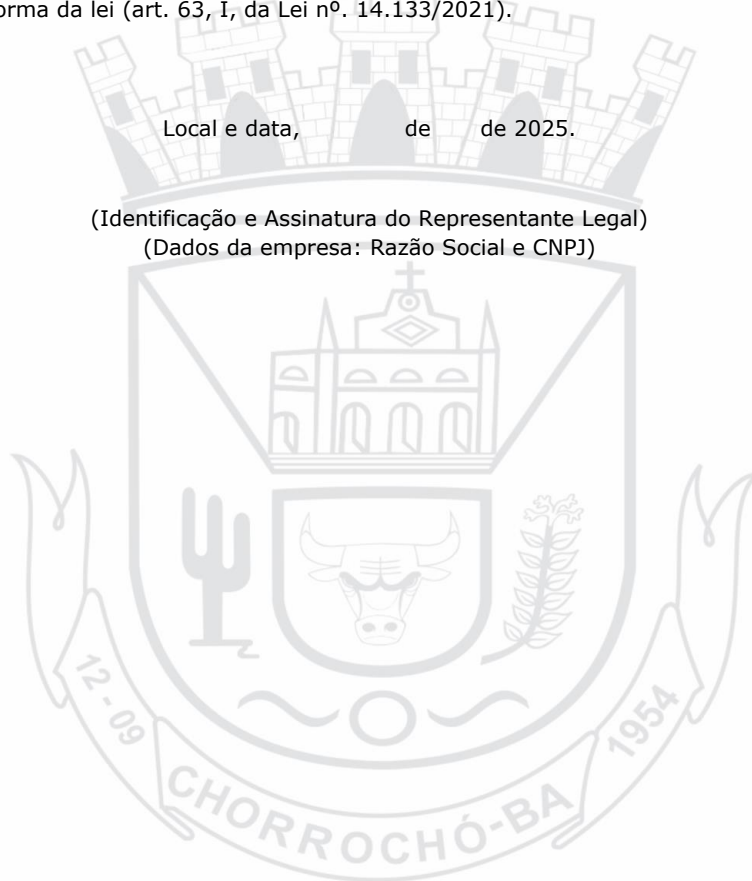 orma da lei (art. 63, I, da Lei nº. 14.133/2021).
Local e data, de de 2025.
(Identificação e Assinatura do Representante Legal)
(Dados da empresa: Razão Social e CNPJ)
12 - 09
CHORROCHÓ-BA
1954